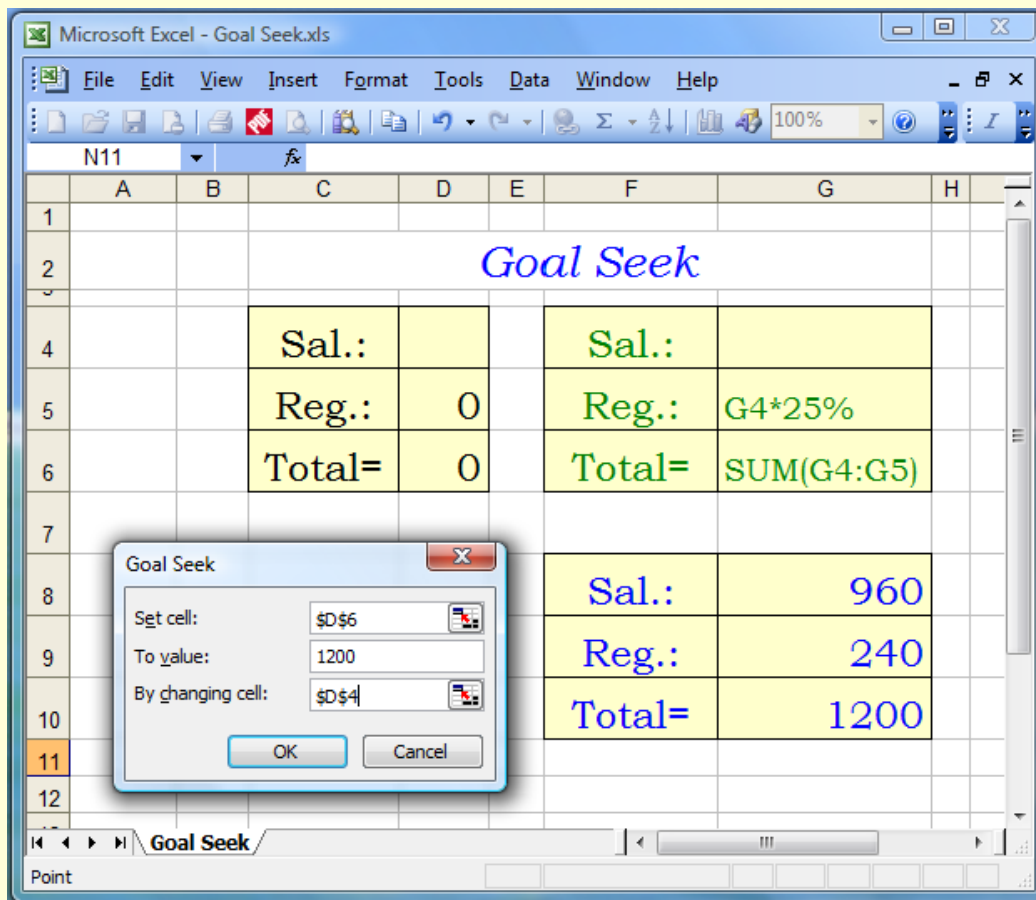 Microsoft Excel - Goal Seek.xls
File Edit View Insert Format Tools Data Window Help
100%
N11 fx
A B C D E F G H
1
2 Goal Seek
4 Sal.: Sal.:
5 Reg.: 0 Reg.: G4*25%
6 Total= 0 Total= SUM(G4:G5)
7
8 Sal.: 960
9 Reg.: 240
10 Total= 1200
11
12
Goal Seek
Set cell: $D$6
To value: 1200
By changing cell: $D$4
OK Cancel
Goal Seek
Point